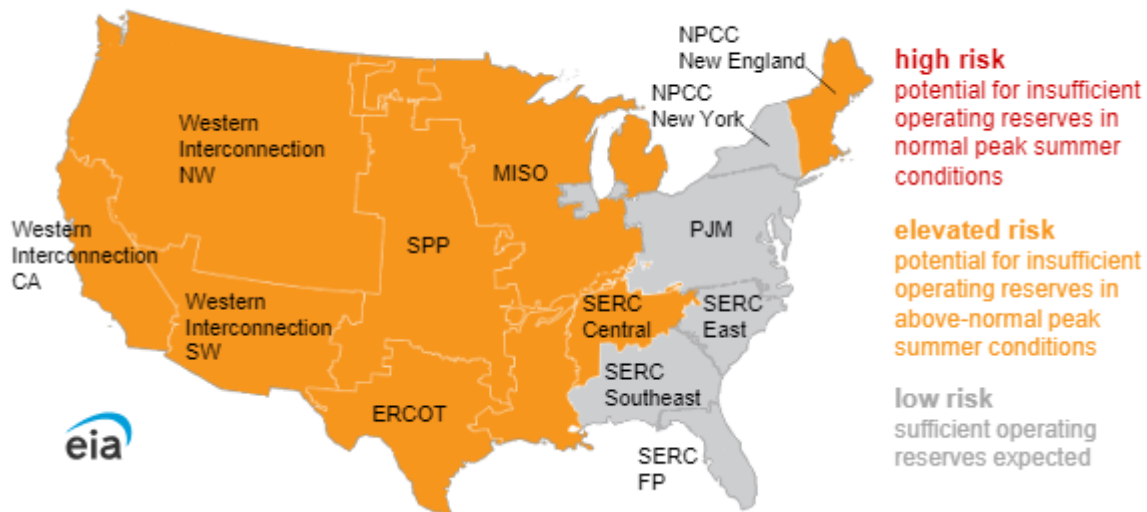 NPCC
New England
NPCC
New York
Western
Interconnection
NW
MISO
Western
Interconnection
CA
SPP
PJM
Western
Interconnection
SW
SERC
Central
SERC
East
SERC
Southeast
ERCOT
SERC
FP
eia
high risk
potential for insufficient
operating reserves in
normal peak summer
conditions
elevated risk
potential for insufficient
operating reserves in
above-normal peak
summer conditions
low risk
sufficient operating
reserves expected